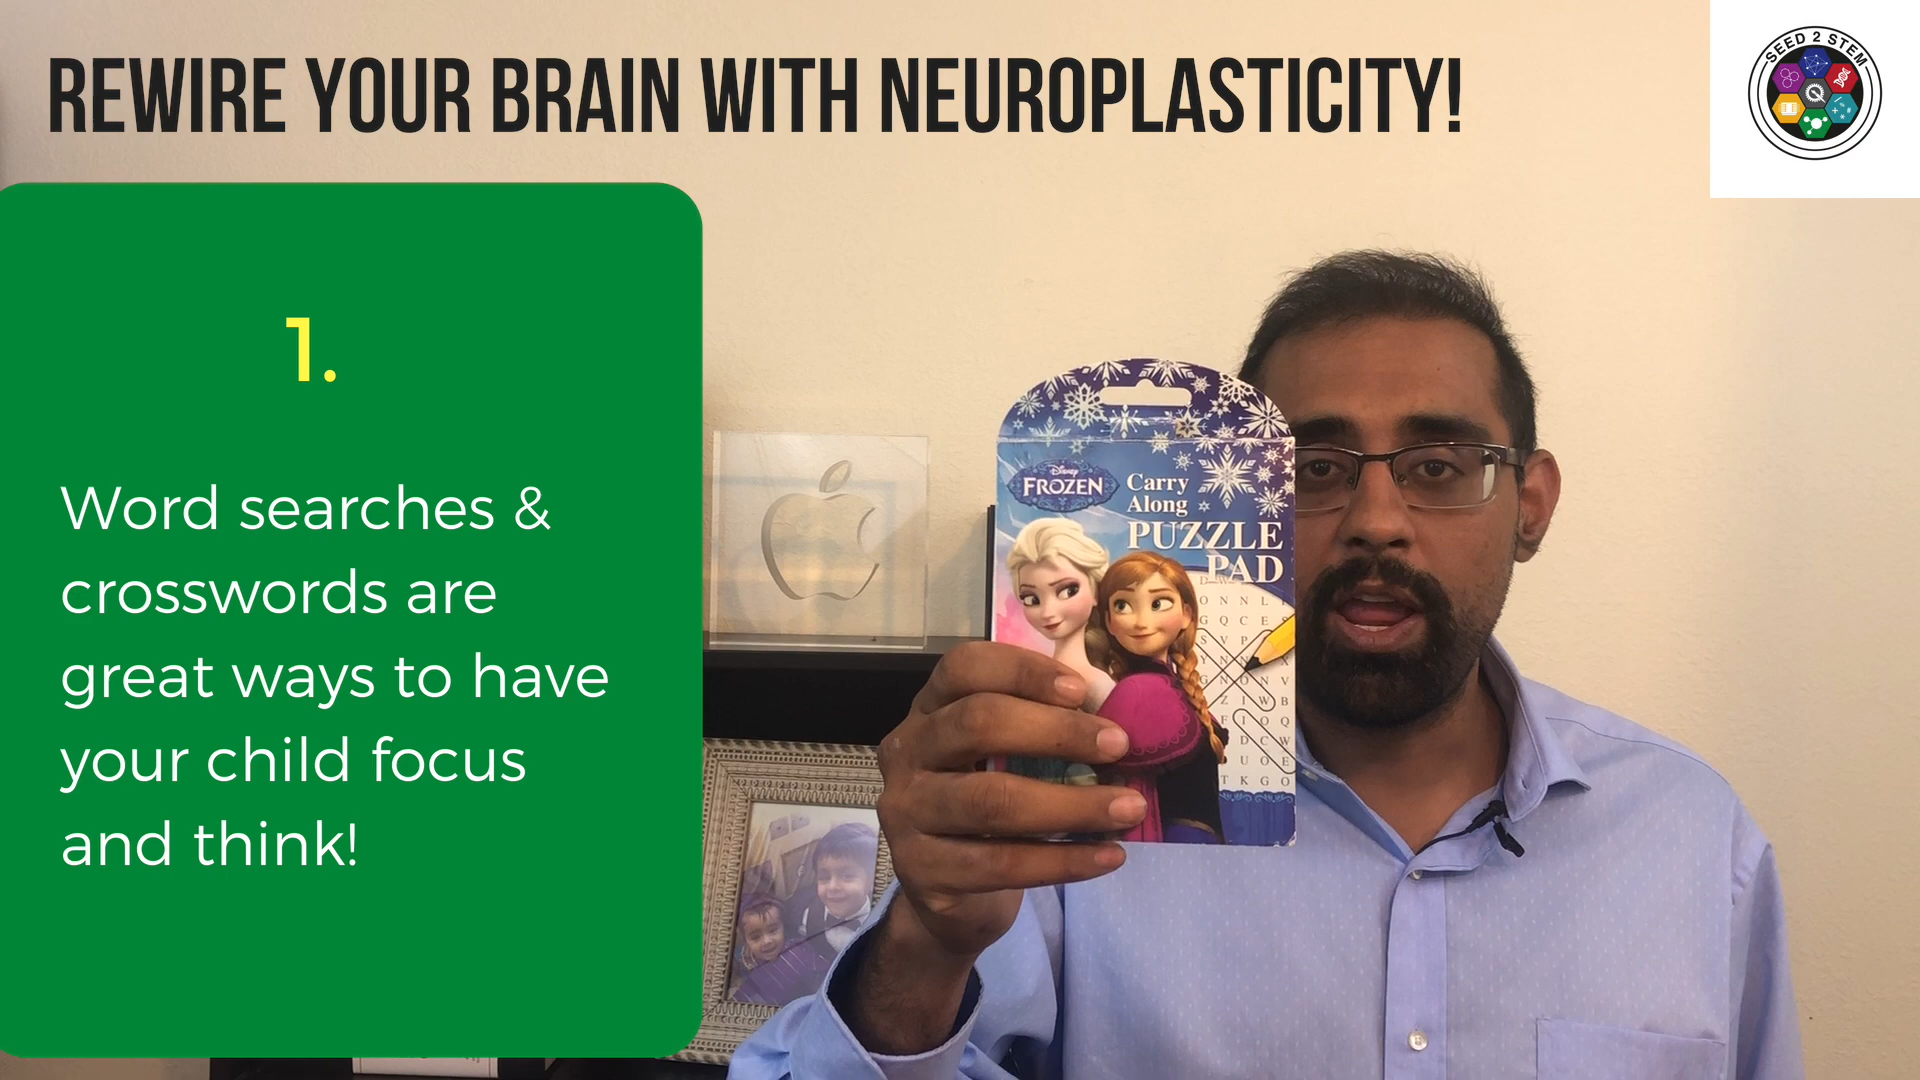 REWIRE YOUR BRAIN WITH NEUROPLASTICITY!
SEED 2 STEM
1.
Word searches &
crosswords are
great ways to have
your child focus
and think!
Disney
FROZEN
Carry
Along
PUZZLE
PAD
D W
O N N L
G Q C E S
S V P
Y N N X
G N O N V
Z I W B
F I O Q
D C W
U O E
T K G O